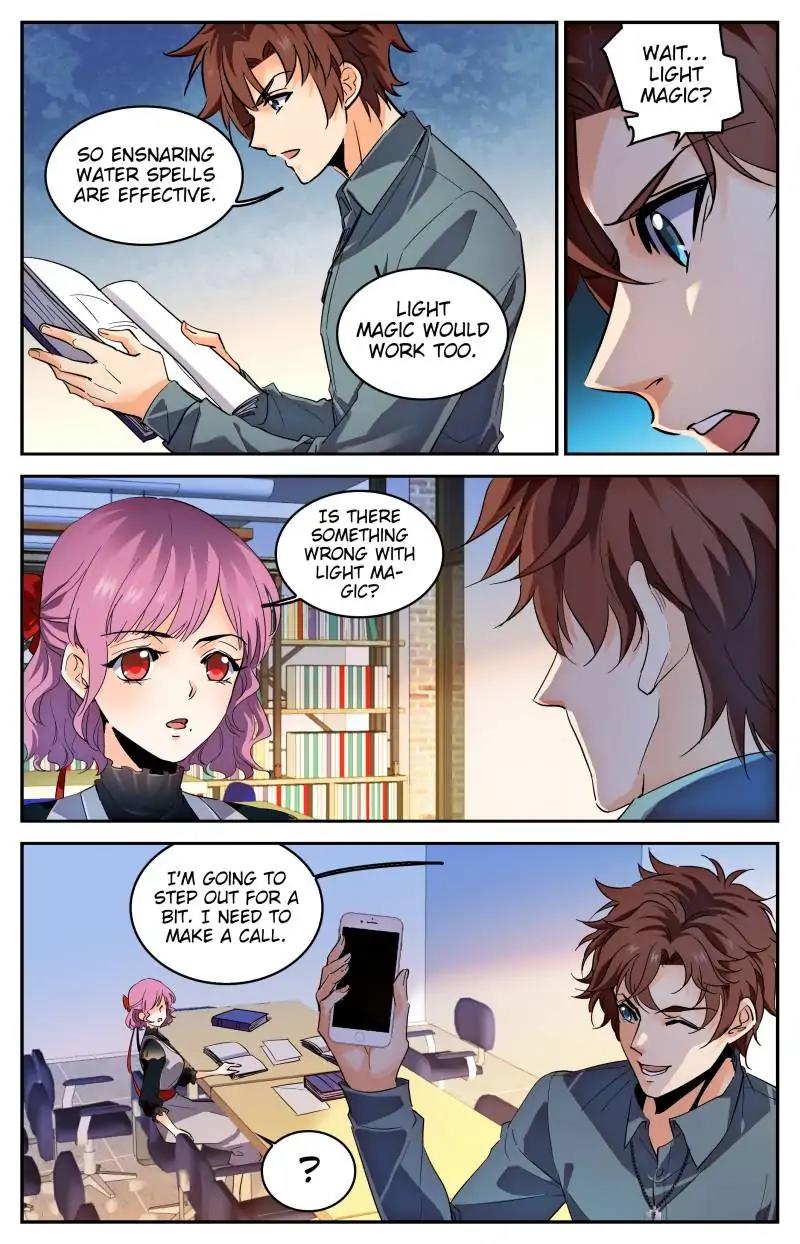 SO ENSNARING
WATER SPELLS
ARE EFFECTIVE.
LIGHT
MAGIC WOULD
WORK TOO.
WAIT...
LIGHT
MAGIC?
IS THERE
SOMETHING
WRONG WITH
LIGHT MA-
GIC?
I'M GOING TO
STEP OUT FOR A
BIT. I NEED TO
MAKE A CALL.
?